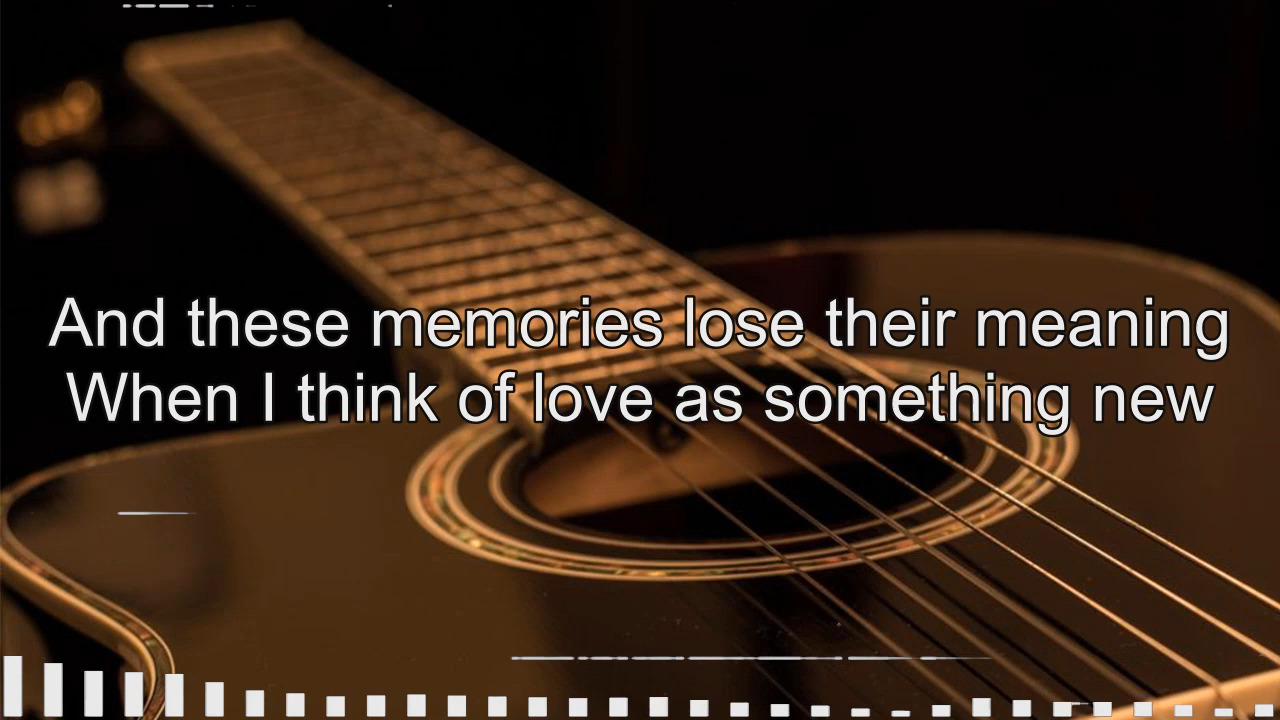 And these memories lose their meaning
When I think of love as something new